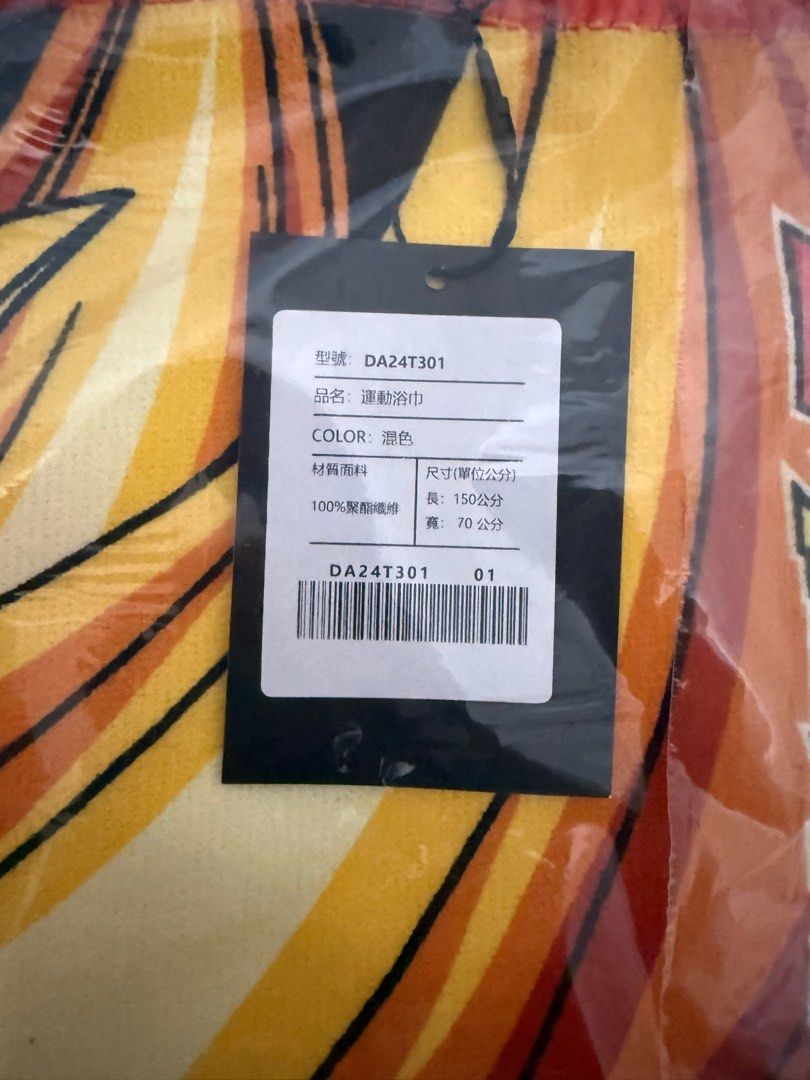 型號: DA24T301
品名: 運動浴巾
COLOR: 混色
材質面料
100%聚酯纖維
尺寸(單位公分)
長: 150公分
寬: 70 公分
DA24T301 01